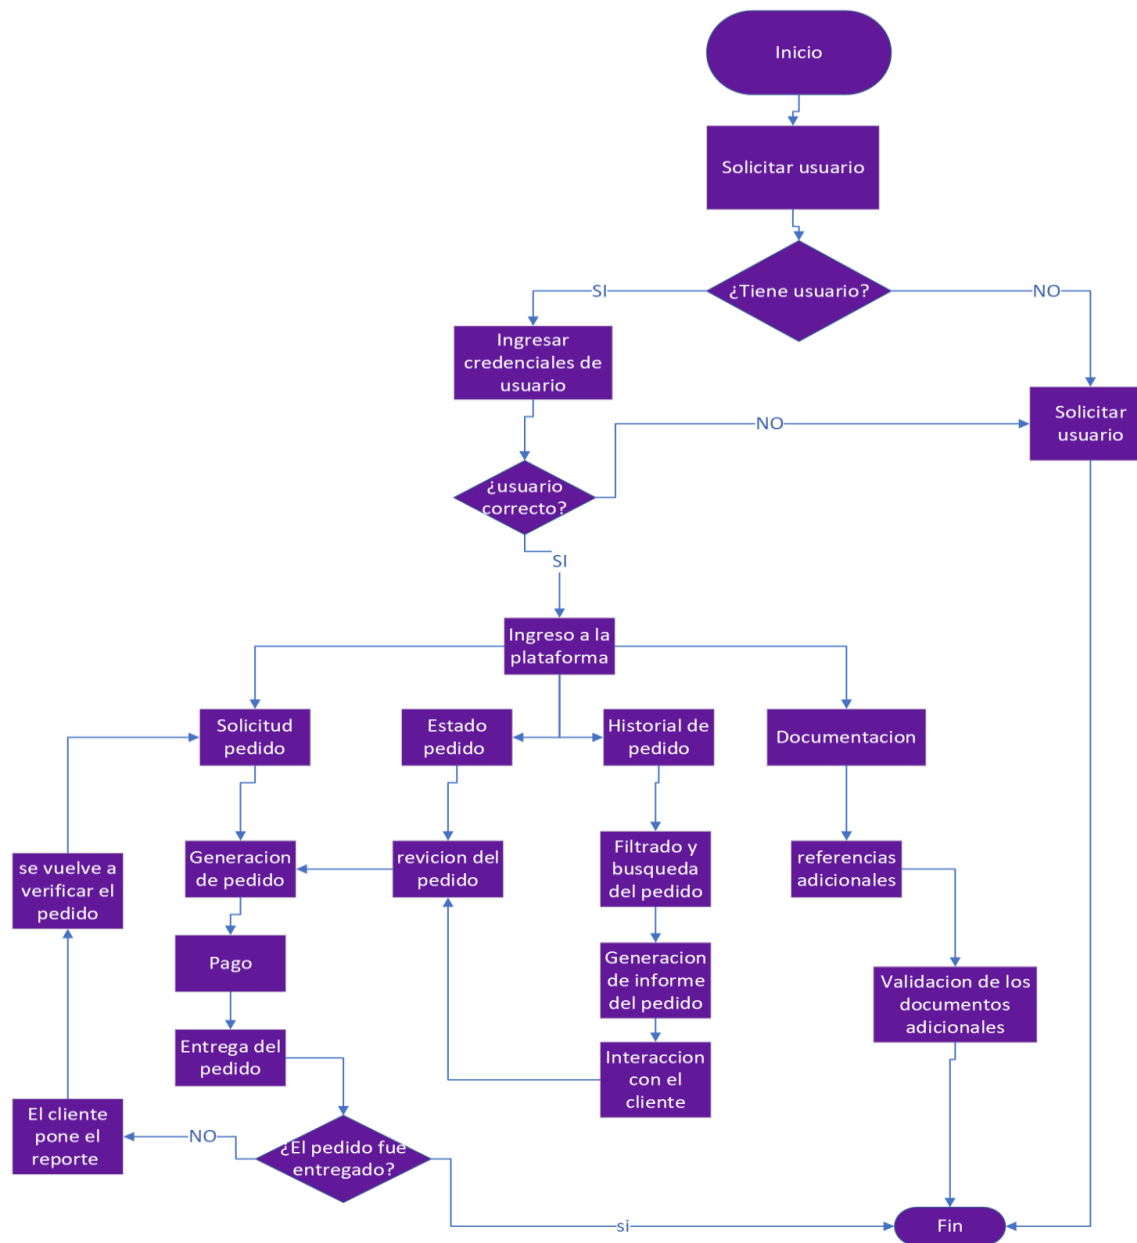 Inicio
Solicitar usuario
¿Tiene usuario?
SI
NO
Ingresar
credenciales de
usuario
Solicitar
usuario
NO
¿usuario
correcto?
SI
Ingreso a la
plataforma
Solicitud
pedido
Estado
pedido
Historial de
pedido
Documentacion
Generacion
de pedido
revicion del
pedido
Filtrado y
busqueda
del pedido
referencias
adicionales
se vuelve a
verificar el
pedido
Pago
Generacion
de informe
del pedido
Validacion de los
documentos
adicionales
Entrega del
pedido
Interaccion
con el
cliente
El cliente
pone el
reporte
NO
¿El pedido fue
entregado?
si
Fin